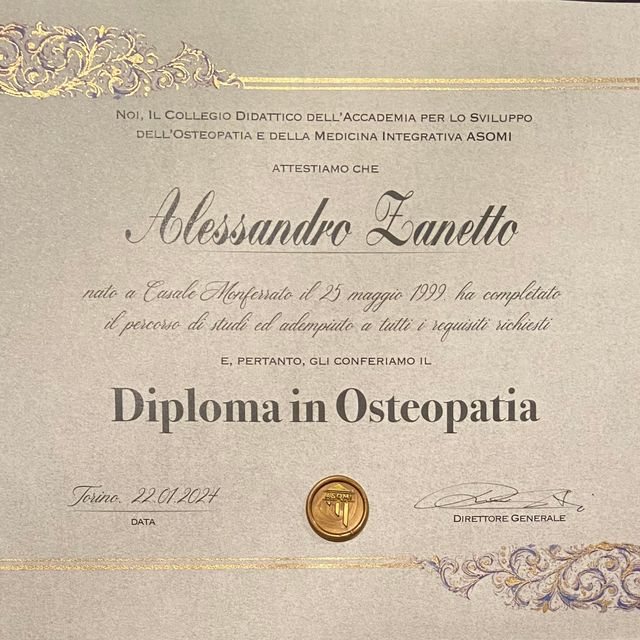 Noi, Il Collegio Didattico dell'Accademia per lo Sviluppo
dell'Osteopatia e della Medicina Integrativa ASOMI
attestiamo che
Alessandro Zanetto
nato a Casale Monferrato il 25 maggio 1999, ha completato
il percorso di studi ed adempiuto a tutti i requisiti richiesti
e, pertanto, gli conferiamo il
Diploma in Osteopatia
Torino, 22.01.2024
DATA
ASOMI
Direttore Generale